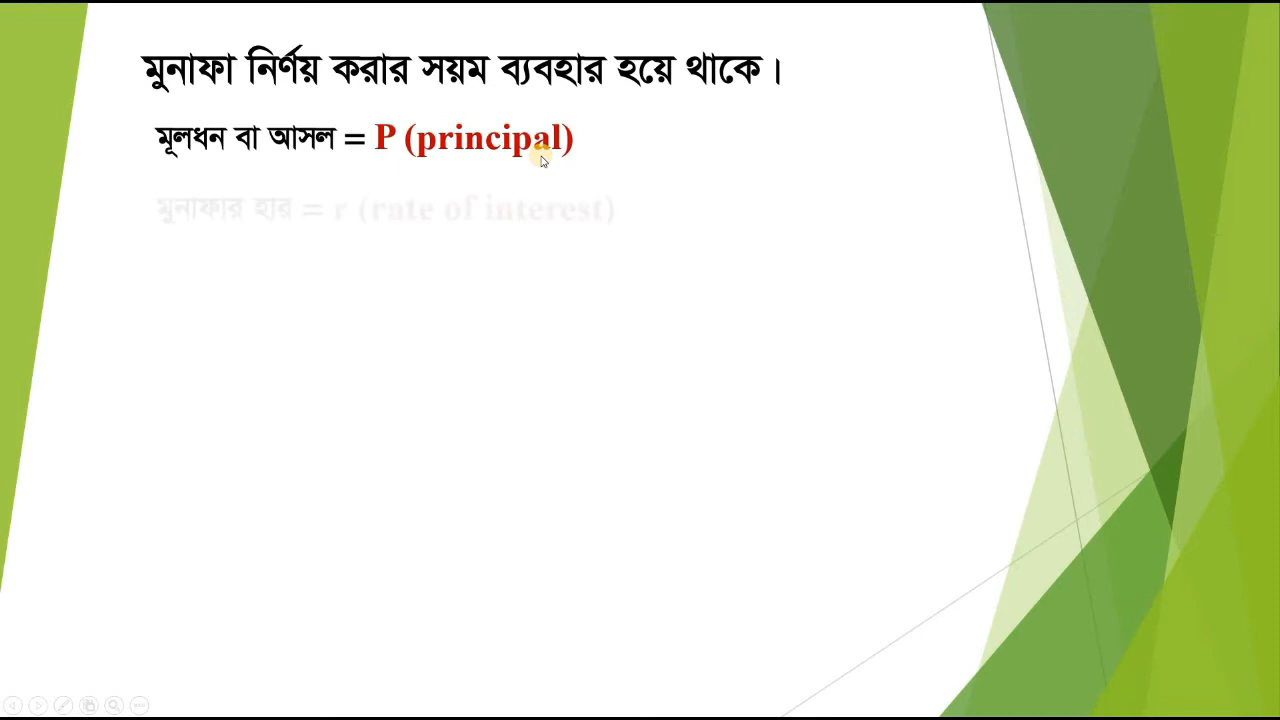 মুনাফা নির্ণয় করার সয়ম ব্যবহার হয়ে থাকে।
মূলধন বা আসল = P (principal)
মুনাফার হার = r (rate of interest)